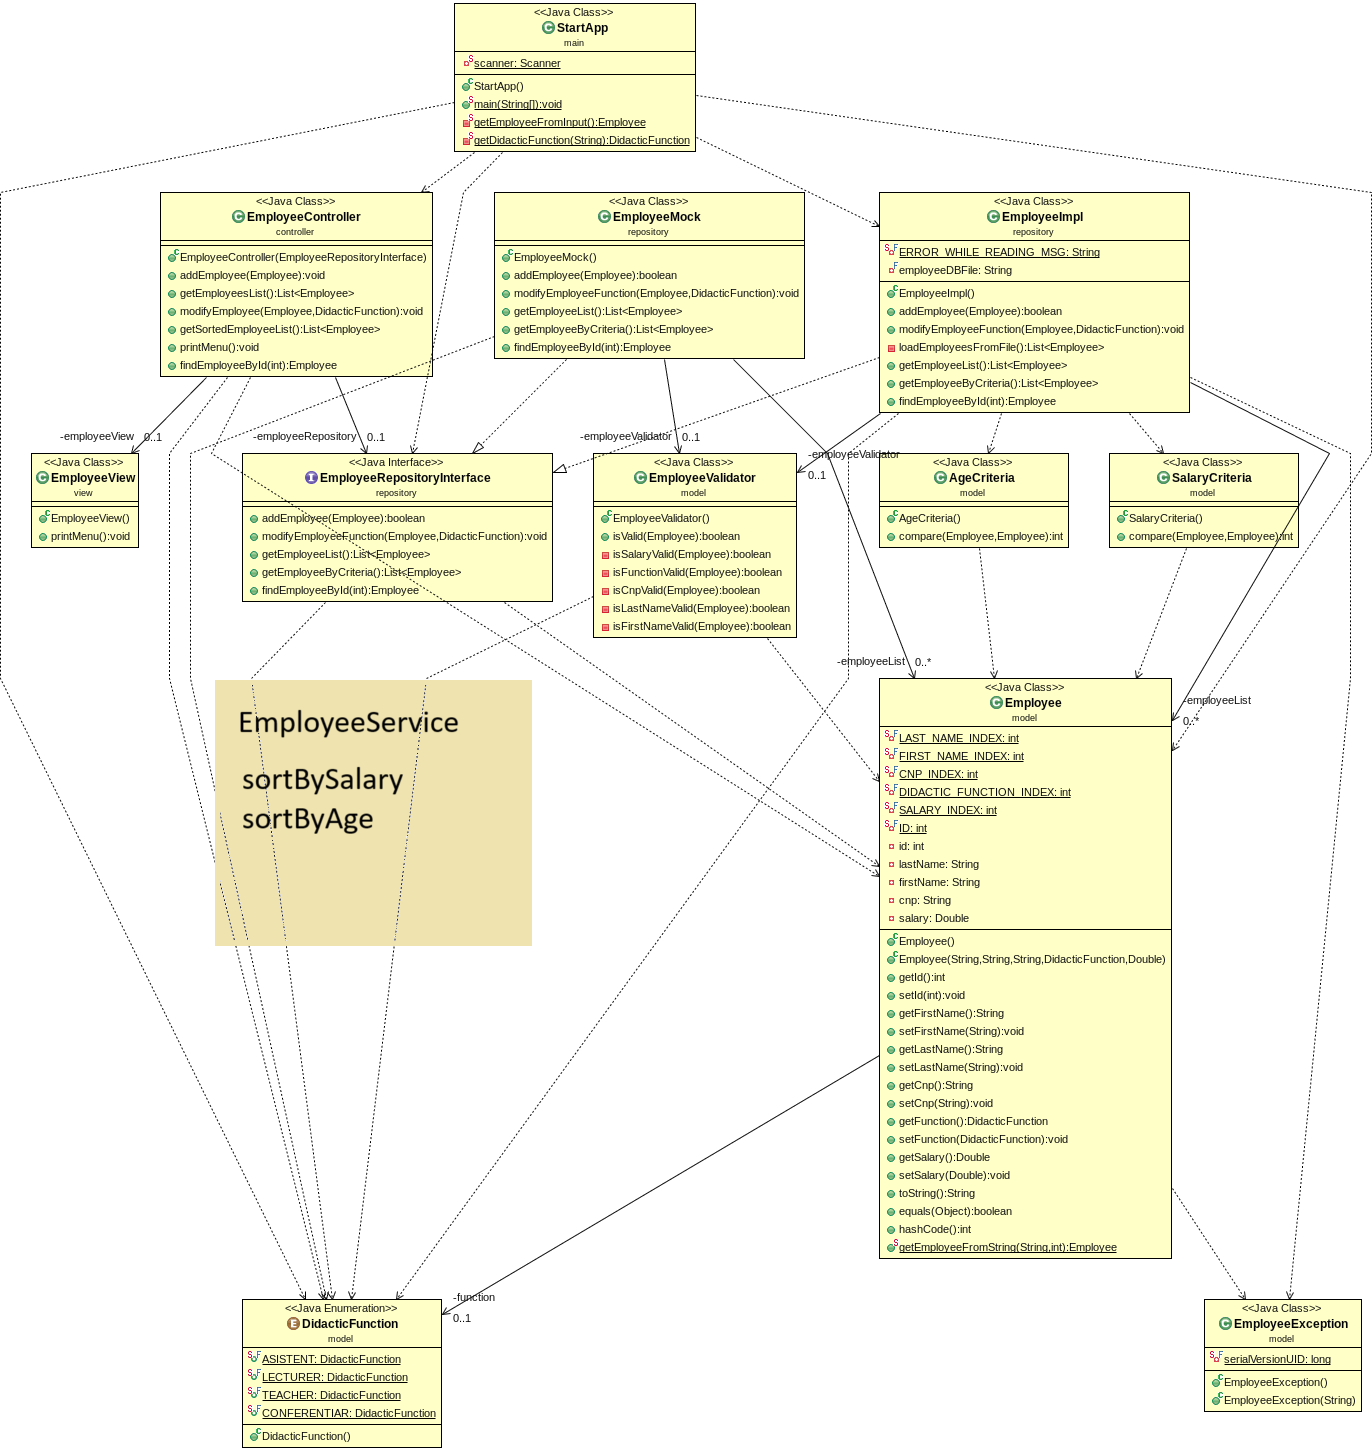 <<Java Class>>
StartApp
main
scanner: Scanner
StartApp()
main(String[]):void
getEmployeeFromInput():Employee
getDidacticFunction(String):DidacticFunction
<<Java Class>>
EmployeeController
controller
EmployeeController(EmployeeRepositoryInterface)
addEmployee(Employee):void
getEmployeesList():List<Employee>
modifyEmployee(Employee,DidacticFunction):void
getSortedEmployeeList():List<Employee>
printMenu():void
findEmployeeById(int):Employee
<<Java Class>>
EmployeeMock
repository
EmployeeMock()
addEmployee(Employee):boolean
modifyEmployeeFunction(Employee,DidacticFunction):void
getEmployeeList():List<Employee>
getEmployeeByCriteria():List<Employee>
findEmployeeById(int):Employee
<<Java Class>>
EmployeeImpl
repository
ERROR_WHILE_READING_MSG: String
employeeDBFile: String
EmployeeImpl()
addEmployee(Employee):boolean
modifyEmployeeFunction(Employee,DidacticFunction):void
loadEmployeesFromFile():List<Employee>
getEmployeeList():List<Employee>
getEmployeeByCriteria():List<Employee>
findEmployeeById(int):Employee
-employeeView 0..1
-employeeRepository 0..1
-employeeValidator 0..1
-employeeValidator
0..1
<<Java Class>>
EmployeeView
view
EmployeeView()
printMenu():void
<<Java Interface>>
EmployeeRepositoryInterface
repository
addEmployee(Employee):boolean
modifyEmployeeFunction(Employee,DidacticFunction):void
getEmployeeList():List<Employee>
getEmployeeByCriteria():List<Employee>
findEmployeeById(int):Employee
<<Java Class>>
EmployeeValidator
model
EmployeeValidator()
isValid(Employee):boolean
isSalaryValid(Employee):boolean
isFunctionValid(Employee):boolean
isCnpValid(Employee):boolean
isLastNameValid(Employee):boolean
isFirstNameValid(Employee):boolean
<<Java Class>>
AgeCriteria
model
AgeCriteria()
compare(Employee,Employee):int
<<Java Class>>
SalaryCriteria
model
SalaryCriteria()
compare(Employee,Employee):int
-employeeList 0..*
-employeeList
0..*
EmployeeService
sortBySalary
sortByAge
<<Java Class>>
Employee
model
LAST_NAME_INDEX: int
FIRST_NAME_INDEX: int
CNP_INDEX: int
DIDACTIC_FUNCTION_INDEX: int
SALARY_INDEX: int
ID: int
id: int
lastName: String
firstName: String
cnp: String
salary: Double
Employee()
Employee(String,String,String,DidacticFunction,Double)
getId():int
setId(int):void
getFirstName():String
setFirstName(String):void
getLastName():String
setLastName(String):void
getCnp():String
setCnp(String):void
getFunction():DidacticFunction
setFunction(DidacticFunction):void
getSalary():Double
setSalary(Double):void
toString():String
equals(Object):boolean
hashCode():int
getEmployeeFromString(String,int):Employee
-function
0..1
<<Java Enumeration>>
DidacticFunction
model
ASISTENT: DidacticFunction
LECTURER: DidacticFunction
TEACHER: DidacticFunction
CONFERENTIAR: DidacticFunction
DidacticFunction()
<<Java Class>>
EmployeeException
model
serialVersionUID: long
EmployeeException()
EmployeeException(String)